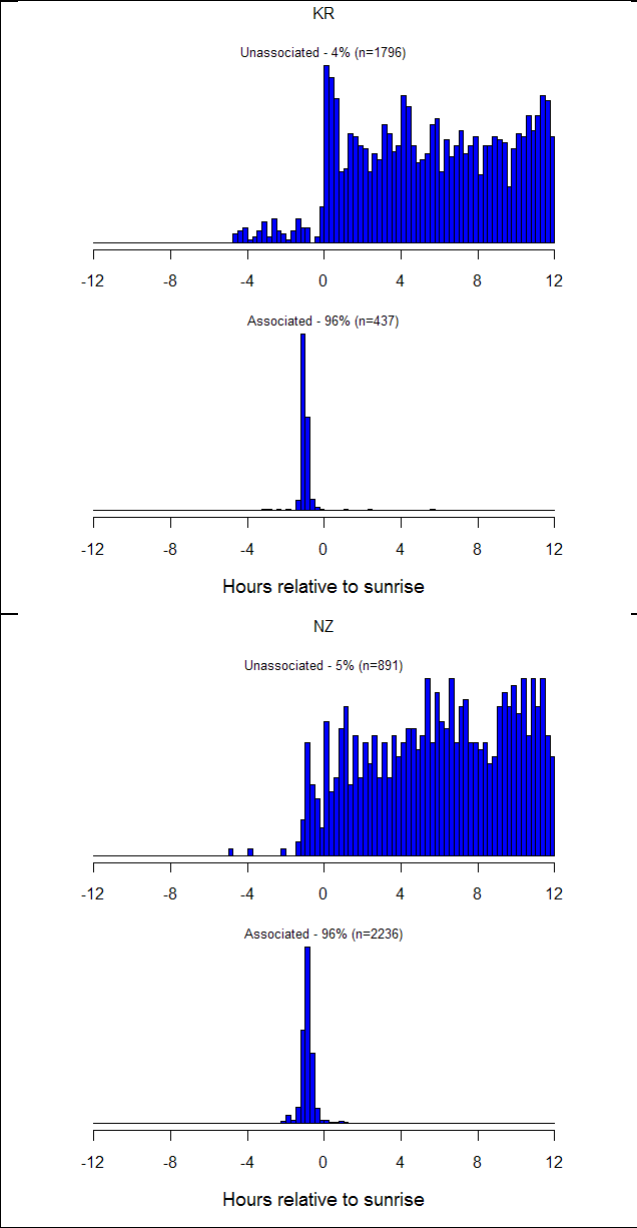 KR
Unassociated - 4% (n=1796)
-12 -8 -4 0 4 8 12
Associated - 96% (n=437)
-12 -8 -4 0 4 8 12
Hours relative to sunrise
NZ
Unassociated - 5% (n=891)
-12 -8 -4 0 4 8 12
Associated - 96% (n=2236)
-12 -8 -4 0 4 8 12
Hours relative to sunrise